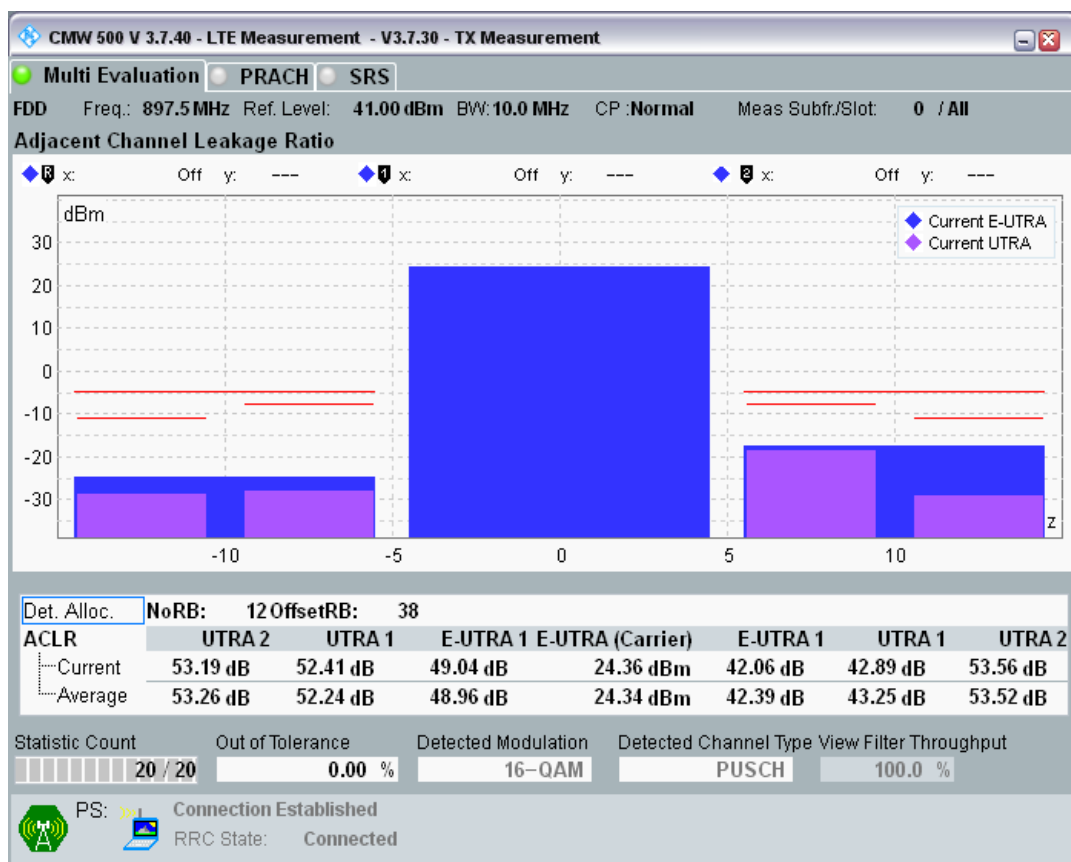 CMW 500 V 3.7.40 - LTE Measurement - V3.7.30 - TX Measurement
Multi Evaluation PRACH SRS
FDD Freq.: 897.5 MHz Ref. Level: 41.00 dBm BW: 10.0 MHz CP :Normal Meas Subfr./Slot: 0 / All
Adjacent Channel Leakage Ratio
R x: Off y: --- 1 x: Off y: --- 2 x: Off y: ---
dBm
Current E-UTRA
Current UTRA
30
20
10
0
-10
-20
-30
z
-10 -5 0 5 10
Det. Alloc. NoRB: 12 OffsetRB: 38
ACLR UTRA 2 UTRA 1 E-UTRA 1 E-UTRA (Carrier) E-UTRA 1 UTRA 1 UTRA 2
Current 53.19 dB 52.41 dB 49.04 dB 24.36 dBm 42.06 dB 42.89 dB 53.56 dB
Average 53.26 dB 52.24 dB 48.96 dB 24.34 dBm 42.39 dB 43.25 dB 53.52 dB
Statistic Count Out of Tolerance Detected Modulation Detected Channel Type View Filter Throughput
20 / 20 0.00 % 16-QAM PUSCH 100.0 %
PS: Connection Established
RRC State: Connected